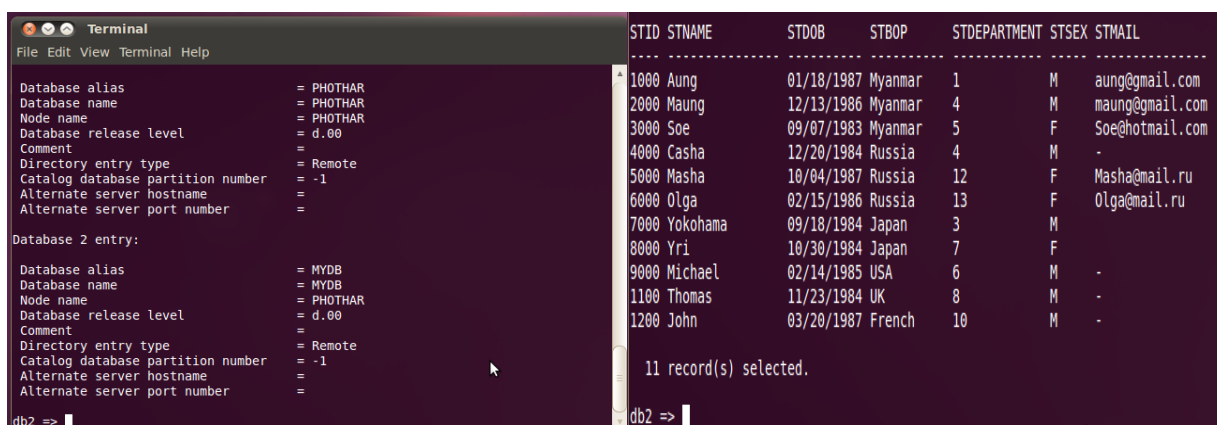 Terminal
File Edit View Terminal Help
Database alias = PHOTHAR
Database name = PHOTHAR
Node name = PHOTHAR
Database release level = d.00
Comment =
Directory entry type = Remote
Catalog database partition number = -1
Alternate server hostname =
Alternate server port number =
Database 2 entry:
Database alias = MYDB
Database name = MYDB
Node name = PHOTHAR
Database release level = d.00
Comment =
Directory entry type = Remote
Catalog database partition number = -1
Alternate server hostname =
Alternate server port number =
db2 =>
STID STNAME STDOB STBOP STDEPARTMENT STSEX STMAIL
---- --------------- ---------- ---------- ------------ ----- ---------------
1000 Aung 01/18/1987 Myanmar 1 M aung@gmail.com
2000 Maung 12/13/1986 Myanmar 4 M maung@gmail.com
3000 Soe 09/07/1983 Myanmar 5 F Soe@hotmail.com
4000 Casha 12/20/1984 Russia 4 M -
5000 Masha 10/04/1987 Russia 12 F Masha@mail.ru
6000 Olga 02/15/1986 Russia 13 F Olga@mail.ru
7000 Yokohama 09/18/1984 Japan 3 M
8000 Yri 10/30/1984 Japan 7 F
9000 Michael 02/14/1985 USA 6 M -
1100 Thomas 11/23/1984 UK 8 M -
1200 John 03/20/1987 French 10 M -
11 record(s) selected.
db2 =>